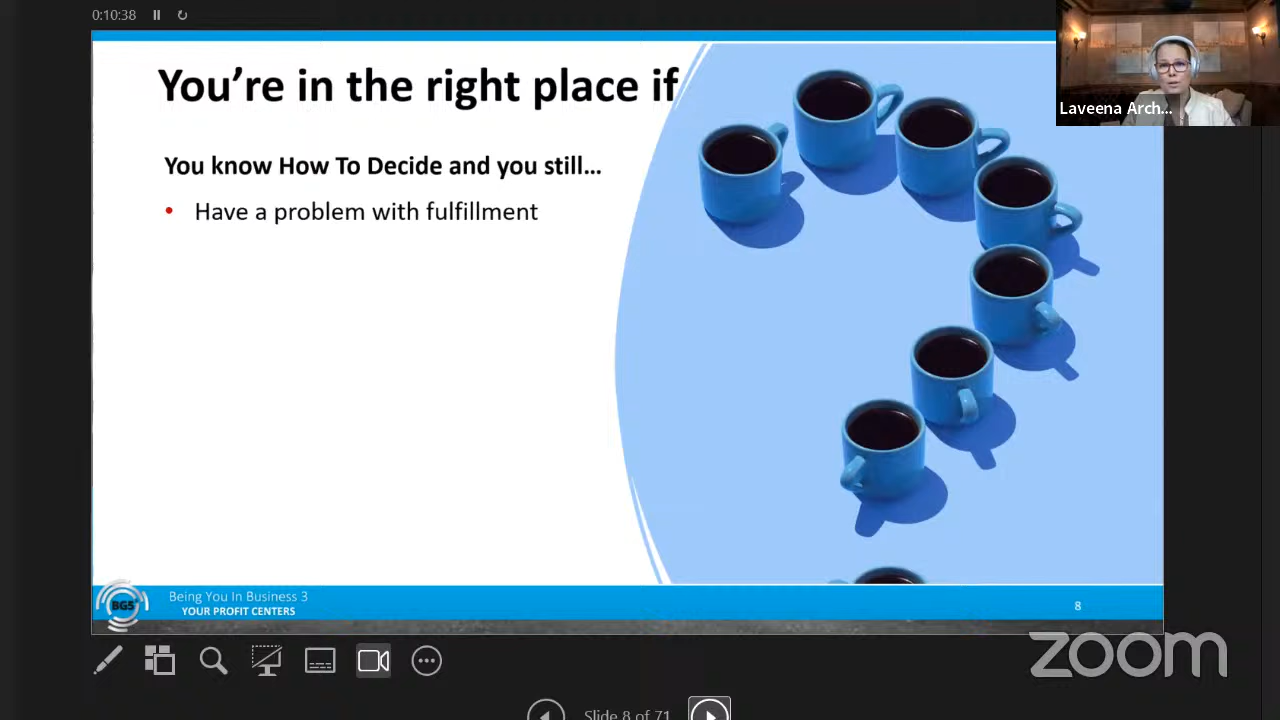 0:10:38
You're in the right place if
Laveena Arch...
You know How To Decide and you still...
• Have a problem with fulfillment
BG5
Being You In Business 3
YOUR PROFIT CENTERS
8
zoom
Slide 8 of 71